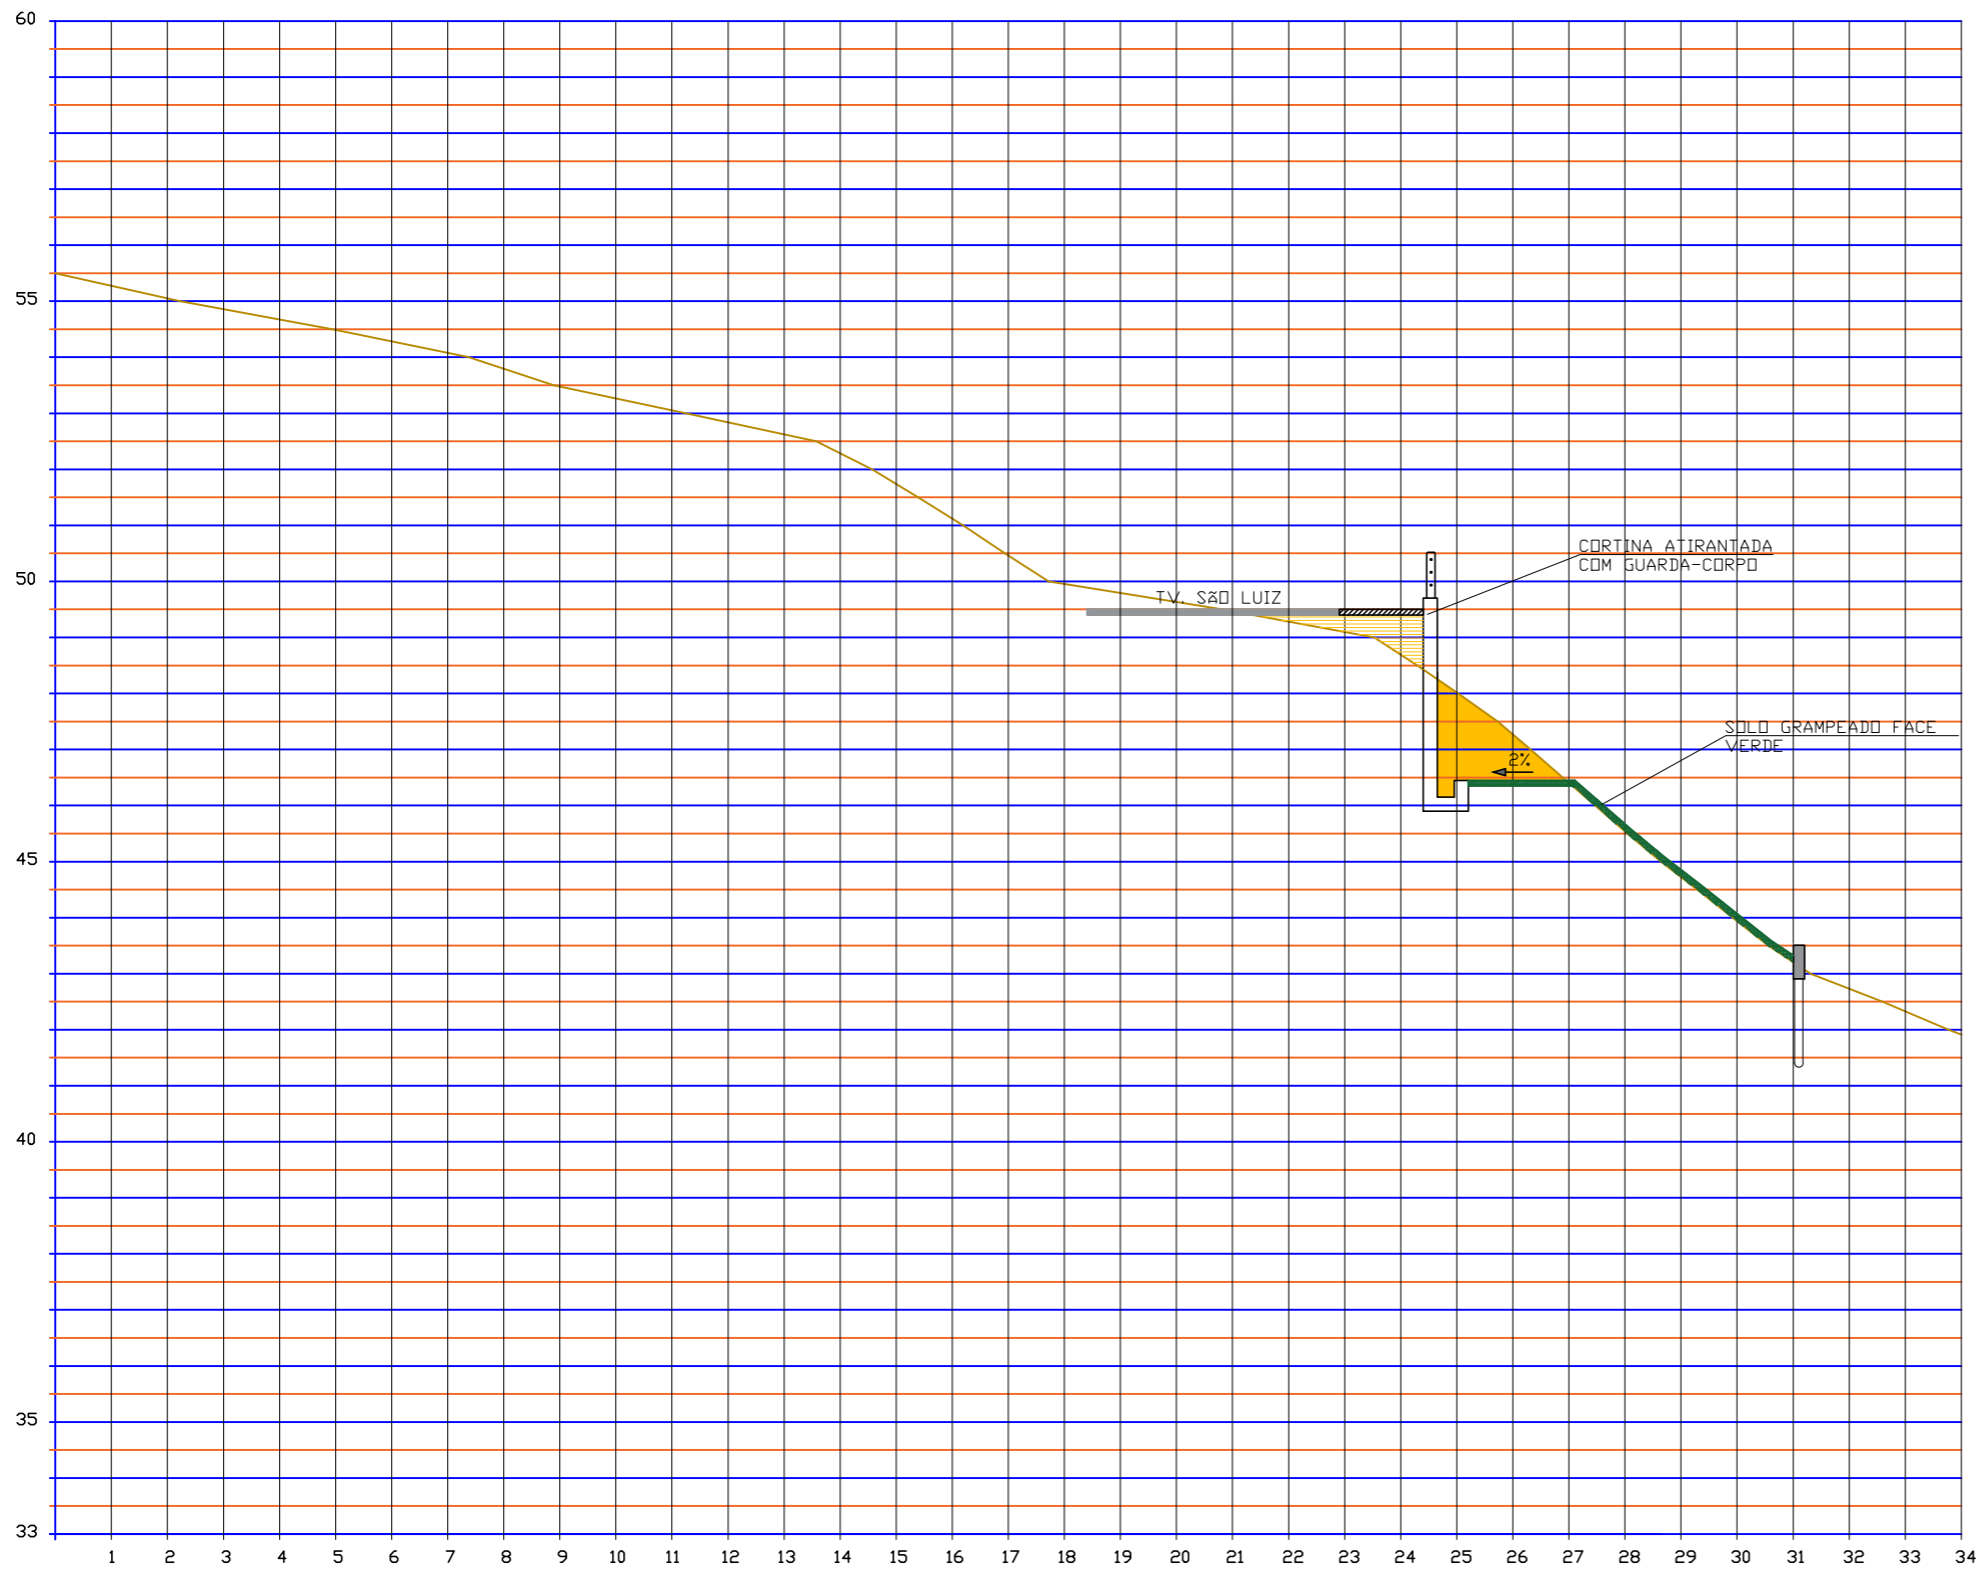 60
55
50
45
40
35
33
CORTINA ATIRANTADA
COM GUARDA-CORPO
TV. SãO LUIZ
SOLO GRAMPEADO FACE
VERDE
2%
1 2 3 4 5 6 7 8 9 10 11 12 13 14 15 16 17 18 19 20 21 22 23 24 25 26 27 28 29 30 31 32 33 34